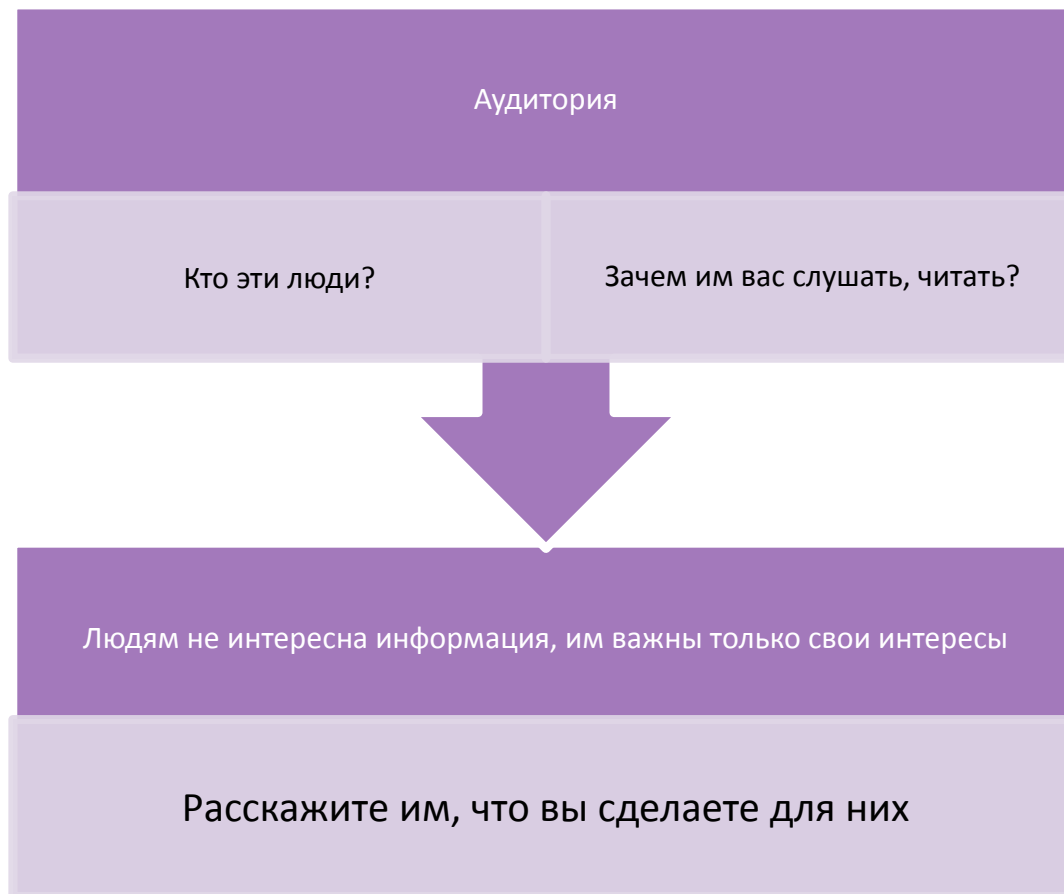 Аудитория
Кто эти люди?
Зачем им вас слушать, читать?
Людям не интересна информация, им важны только свои интересы
Расскажите им, что вы сделаете для них